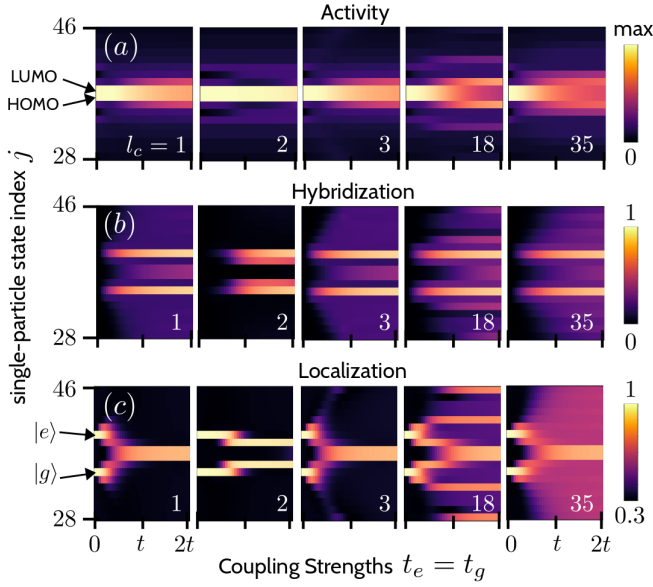 Activity
46
(a)
max
LUMO
HOMO
l_c = 1
2
3
18
35
28
0
Hybridization
46
(b)
1
1
2
3
18
35
28
0
single-particle state index j
Localization
46
(c)
1
|e⟩
|g⟩
1
2
3
18
35
28
0.3
0
t
2t
0
t
2t
Coupling Strengths t_e = t_g